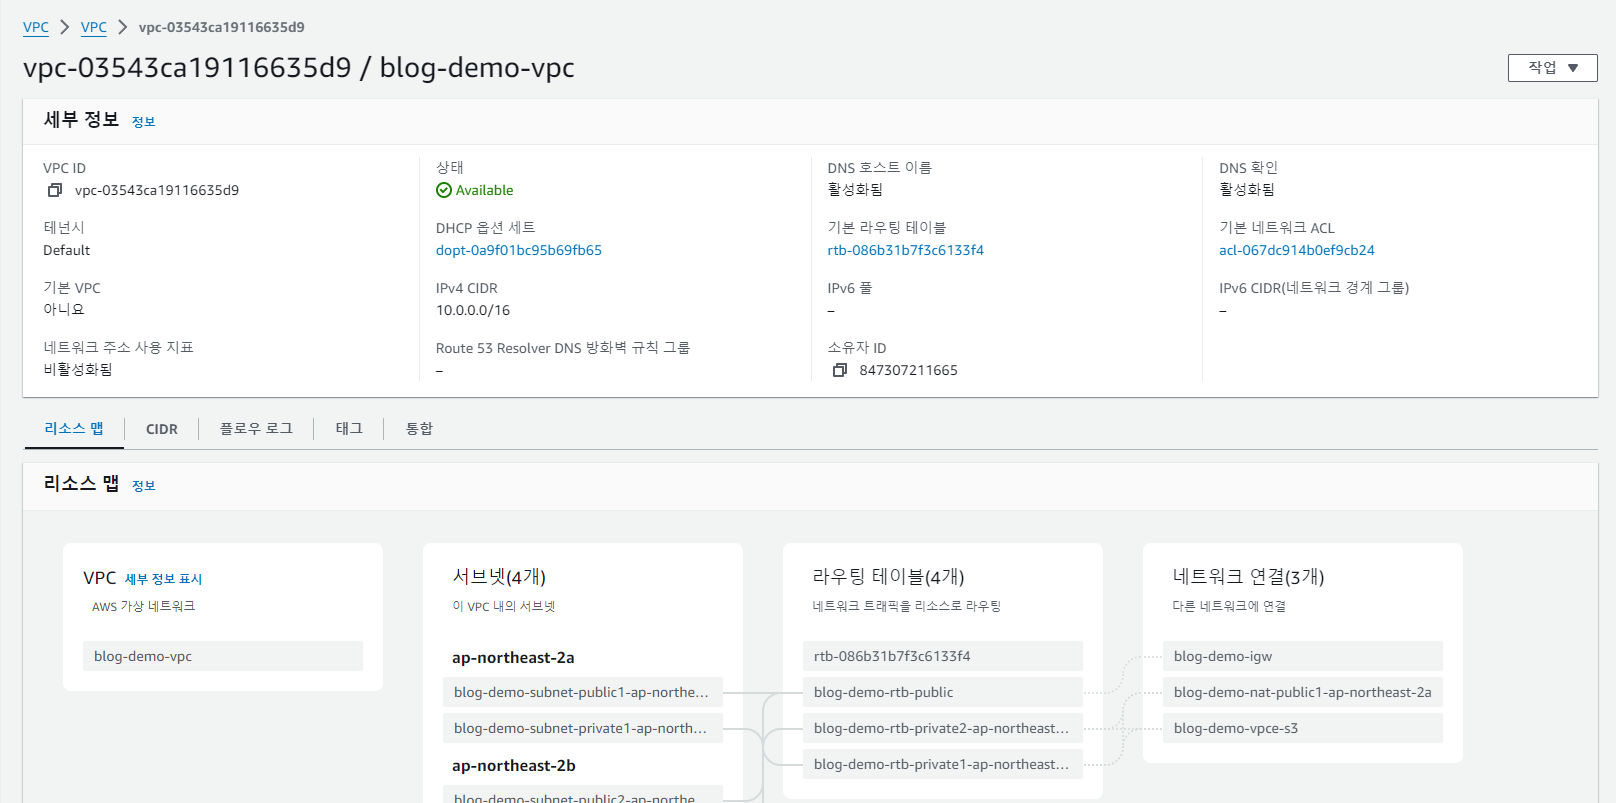 VPC > VPC > vpc-03543ca19116635d9
vpc-03543ca19116635d9 / blog-demo-vpc
작업 ▼
세부 정보 정보
VPC ID
vpc-03543ca19116635d9
상태
Available
DNS 호스트 이름
활성화됨
DNS 확인
활성화됨
테넌시
Default
DHCP 옵션 세트
dopt-0a9f01bc95b69fb65
기본 라우팅 테이블
rtb-086b31b7f3c6133f4
기본 네트워크 ACL
acl-067dc914b0ef9cb24
기본 VPC
아니요
IPv4 CIDR
10.0.0.0/16
IPv6 풀
–
IPv6 CIDR(네트워크 경계 그룹)
–
네트워크 주소 사용 지표
비활성화됨
Route 53 Resolver DNS 방화벽 규칙 그룹
–
소유자 ID
847307211665
리소스 맵
CIDR
플로우 로그
태그
통합
리소스 맵 정보
VPC 세부 정보 표시
AWS 가상 네트워크
blog-demo-vpc
서브넷(4개)
이 VPC 내의 서브넷
ap-northeast-2a
blog-demo-subnet-public1-ap-northe...
blog-demo-subnet-private1-ap-north...
ap-northeast-2b
blog-demo-subnet-public2-ap-northe...
라우팅 테이블(4개)
네트워크 트래픽을 리소스로 라우팅
rtb-086b31b7f3c6133f4
blog-demo-rtb-public
blog-demo-rtb-private2-ap-northeast...
blog-demo-rtb-private1-ap-northeast...
네트워크 연결(3개)
다른 네트워크에 연결
blog-demo-igw
blog-demo-nat-public1-ap-northeast-2a
blog-demo-vpce-s3